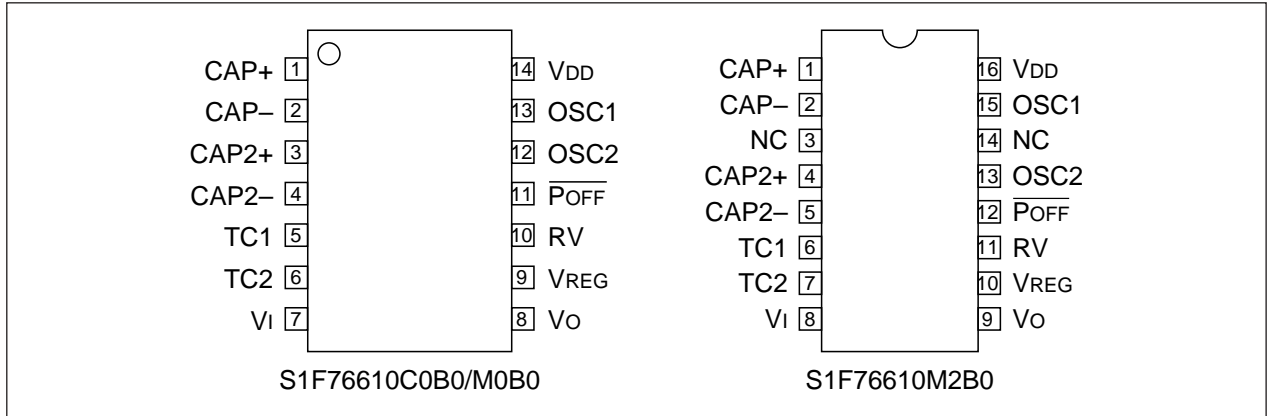 CAP+ 1 14 VDD
CAP– 2 13 OSC1
CAP2+ 3 12 OSC2
CAP2– 4 11 POFF
TC1 5 10 RV
TC2 6 9 VREG
VI 7 8 VO
S1F76610C0B0/M0B0
CAP+ 1 16 VDD
CAP– 2 15 OSC1
NC 3 14 NC
CAP2+ 4 13 OSC2
CAP2– 5 12 POFF
TC1 6 11 RV
TC2 7 10 VREG
VI 8 9 VO
S1F76610M2B0